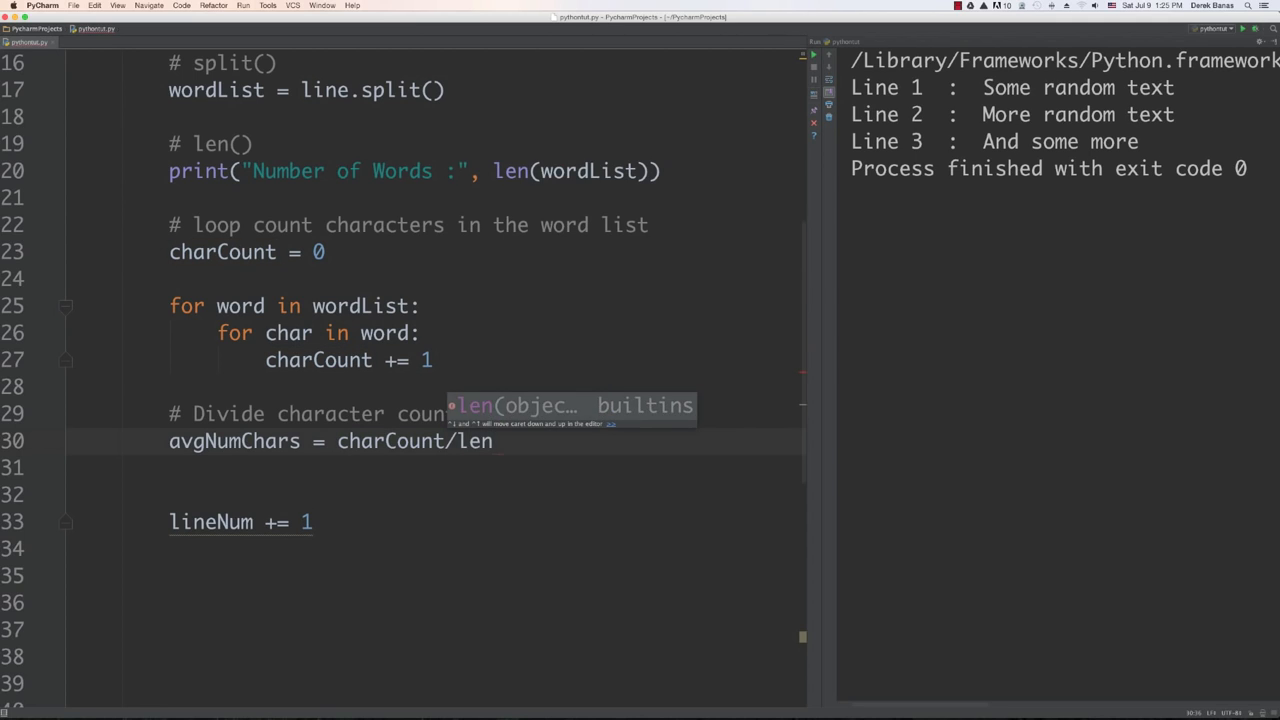 PyCharm File Edit View Navigate Code Refactor Run Tools VCS Window Help
10 Sat Jul 9 1:25 PM Derek Banas
pythontut.py - PycharmProjects - [~/PycharmProjects]
PycharmProjects pythontut.py
pythontut
pythontut.py
Run pythontut
16 # split()
17 wordList = line.split()
18
19 # len()
20 print("Number of Words :", len(wordList))
21
22 # loop count characters in the word list
23 charCount = 0
24
25 for word in wordList:
26 for char in word:
27 charCount += 1
28
29 # Divide character coun
len(objec… builtins
^↓ and ^↑ will move caret down and up in the editor >>
30 avgNumChars = charCount/len
31
32
33 lineNum += 1
34
35
36
37
38
39
40
/Library/Frameworks/Python.framework
Line 1 : Some random text
Line 2 : More random text
Line 3 : And some more
Process finished with exit code 0
30:36 LF÷ UTF-8÷